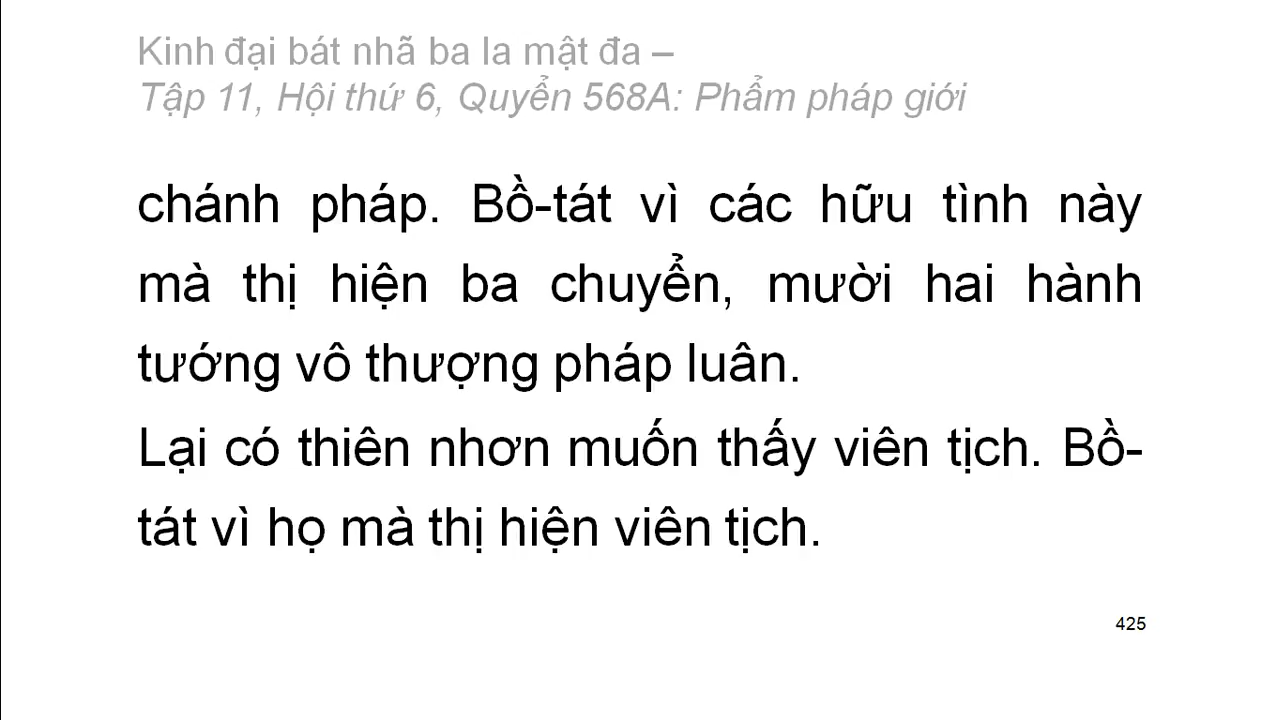 Kinh đại bát nhã ba la mật đa –
Tập 11, Hội thứ 6, Quyển 568A: Phẩm pháp giới
chánh pháp. Bồ-tát vì các hữu tình này
mà thị hiện ba chuyển, mười hai hành
tướng vô thượng pháp luân.
Lại có thiên nhơn muốn thấy viên tịch. Bồ-
tát vì họ mà thị hiện viên tịch.
425